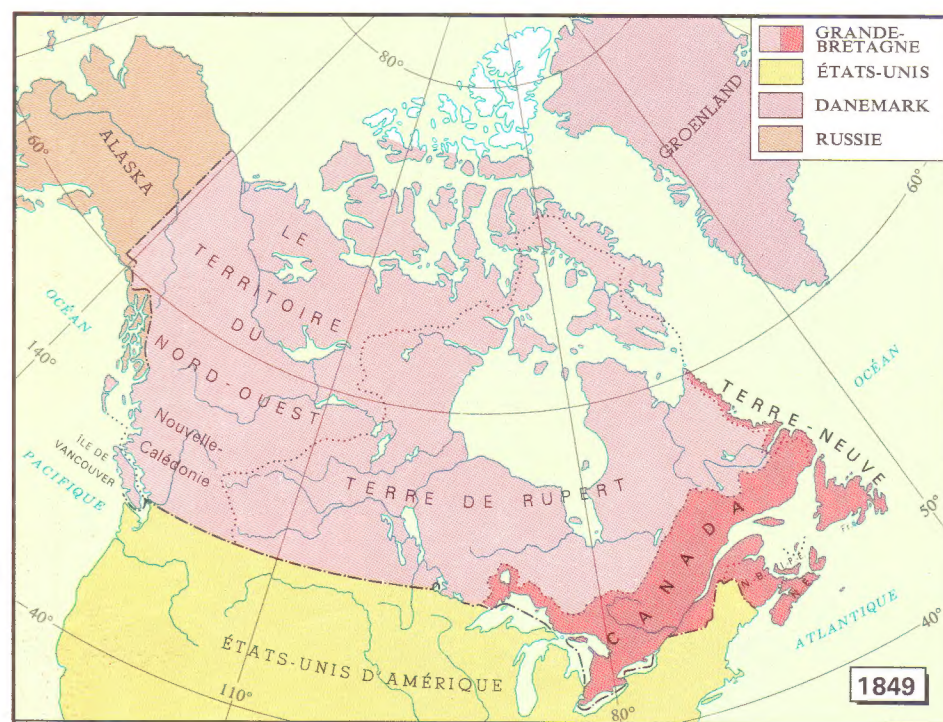 GRANDE-
BRETAGNE
ÉTATS-UNIS
DANEMARK
RUSSIE
80°
60°
60°
ALASKA
GROENLAND
LE
TERRITOIRE
DU
NORD-OUEST
OCÉAN
140°
OCÉAN
TERRE-NEUVE
Nouvelle-
Calédonie
ÎLE DE
VANCOUVER
PACIFIQUE
TERRE DE RUPERT
CANADA
50°
Fr.
Î.P.É.
N.-B.
N.-É.
ATLANTIQUE
40°
40°
ÉTATS-UNIS D'AMÉRIQUE
110°
80°
1849